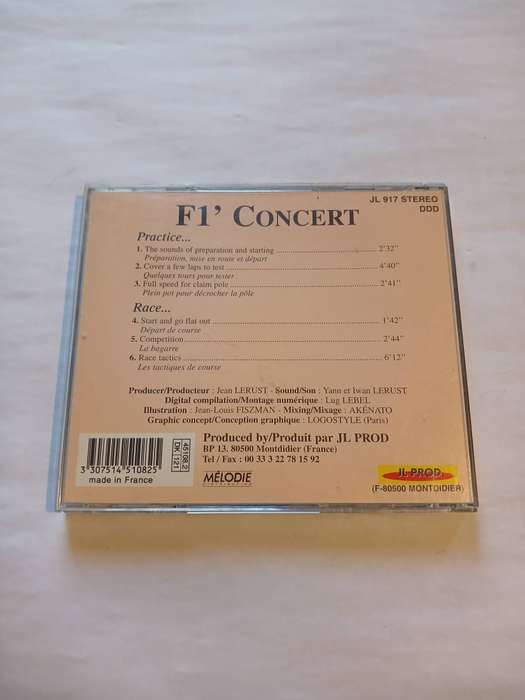 JL 917 STEREO
DDD
F1' CONCERT
Practice...
1. The sounds of preparation and starting 2'32"
Préparation, mise en route et départ
2. Cover a few laps to test 4'40"
Quelques tours pour tester
3. Full speed for claim pole 2'41"
Plein pot pour décrocher la pôle
Race...
4. Start and go flat out 1'42"
Départ de course
5. Competition 2'44"
La bagarre
6. Race tactics 6'12"
Les tactiques de course
Producer/Producteur : Jean LERUST - Sound/Son : Yann et Iwan LERUST
Digital compilation/Montage numérique : Lug LEBEL
Illustration : Jean-Louis FISZMAN - Mixing/Mixage : AKÉNATO
Graphic concept/Conception graphique : LOGOSTYLE (Paris)
Produced by/Produit par JL PROD
BP 13. 80500 Montdidier (France)
Tel / Fax : 00 33 3 22 78 15 92
3 307514 510825
made in France
45108.2
DK 121
MÉLODIE
DISTRIBUTION
JL PROD
(F-80500 MONTDIDIER)